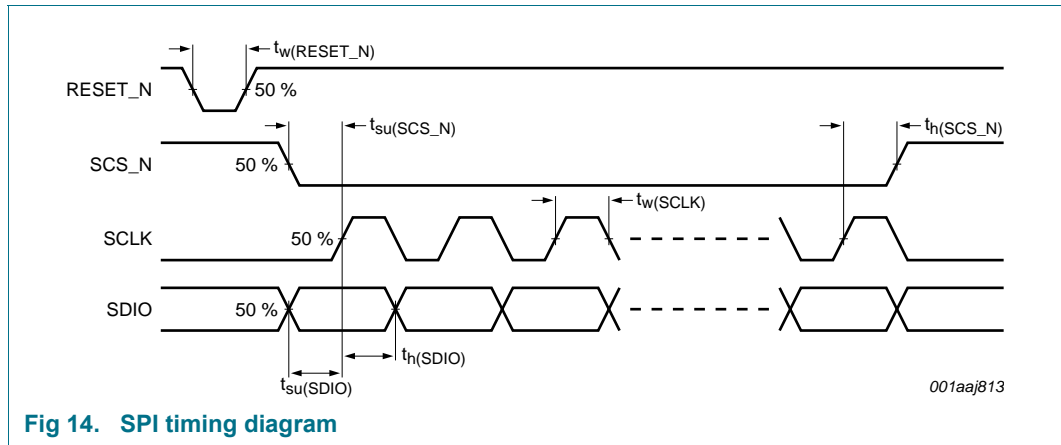 tw(RESET_N)
RESET_N
50 %
tsu(SCS_N)
th(SCS_N)
SCS_N
50 %
tw(SCLK)
SCLK
50 %
SDIO
50 %
th(SDIO)
tsu(SDIO)
001aaj813
Fig 14. SPI timing diagram